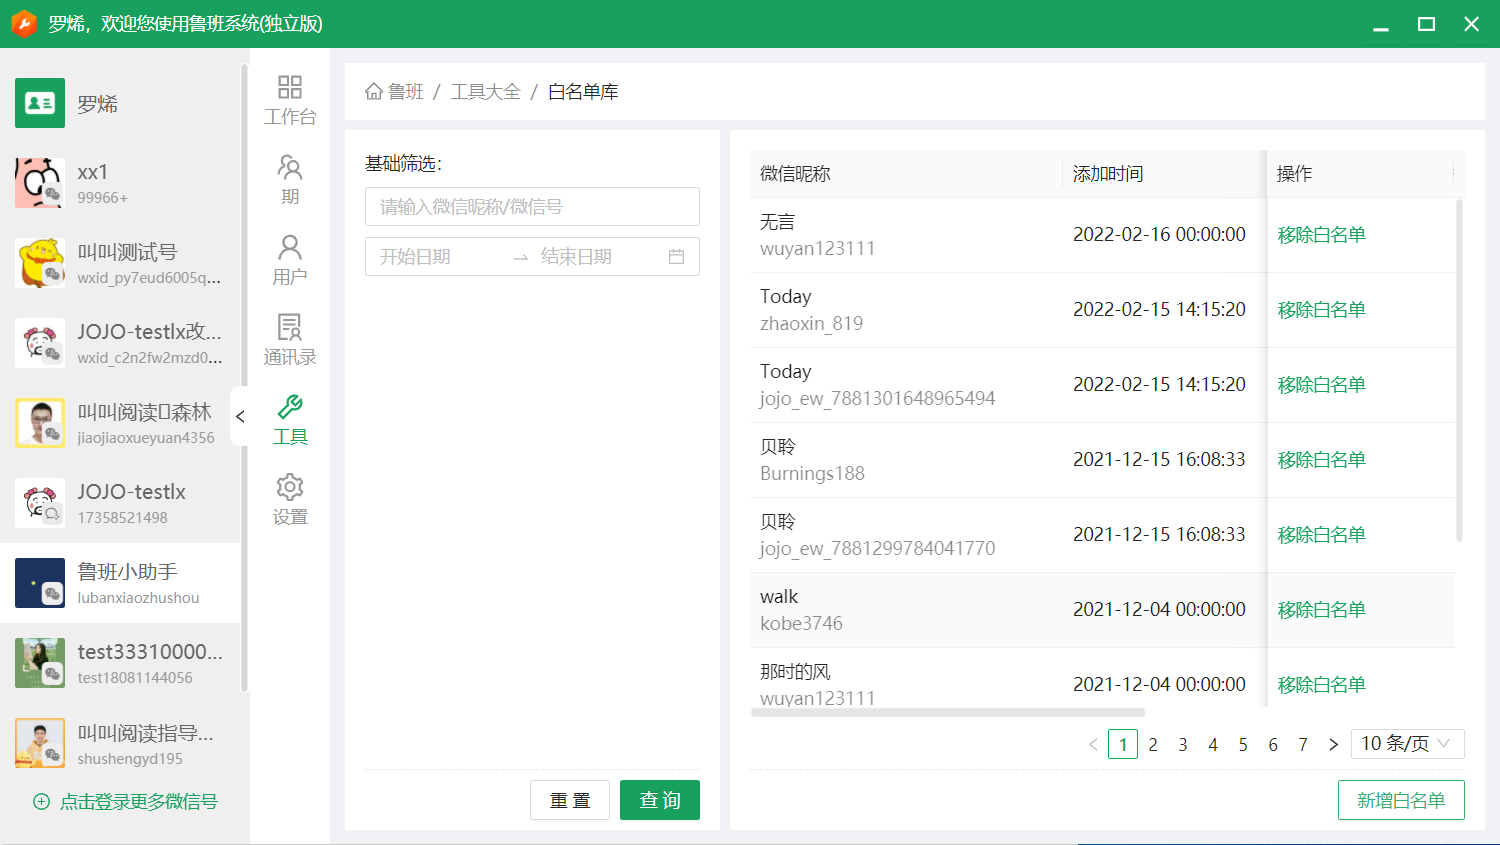 罗烯，欢迎您使用鲁班系统(独立版)
罗烯
xx1
99966+
叫叫测试号
wxid_py7eud6005q...
JOJO-testlx改...
wxid_c2n2fw2mzd0...
叫叫阅读▯森林
jiaojiaoxueyuan4356
JOJO-testlx
17358521498
鲁班小助手
lubanxiaozhushou
test33310000...
test18081144056
叫叫阅读指导...
shushengyd195
点击登录更多微信号
工作台
期
用户
通讯录
工具
设置
鲁班 / 工具大全 / 白名单库
基础筛选：
请输入微信昵称/微信号
开始日期 → 结束日期
重 置 查 询
微信昵称 添加时间 操作
无言
wuyan123111
2022-02-16 00:00:00 移除白名单
Today
zhaoxin_819
2022-02-15 14:15:20 移除白名单
Today
jojo_ew_7881301648965494
2022-02-15 14:15:20 移除白名单
贝聆
Burnings188
2021-12-15 16:08:33 移除白名单
贝聆
jojo_ew_7881299784041770
2021-12-15 16:08:33 移除白名单
walk
kobe3746
2021-12-04 00:00:00 移除白名单
那时的风
wuyan123111
2021-12-04 00:00:00 移除白名单
< 1 2 3 4 5 6 7 > 10 条/页
新增白名单